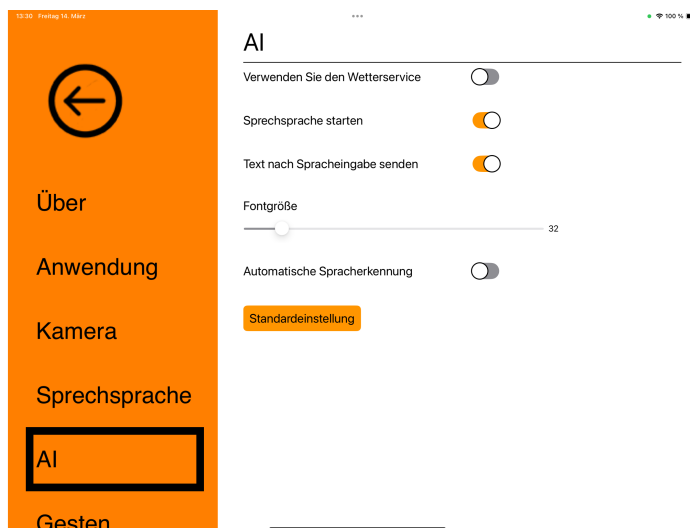 13:30 Freitag 14. März
100 %
Über
Anwendung
Kamera
Sprechsprache
AI
Gesten
AI
Verwenden Sie den Wetterservice
Sprechsprache starten
Text nach Spracheingabe senden
Fontgröße
32
Automatische Spracherkennung
Standardeinstellung